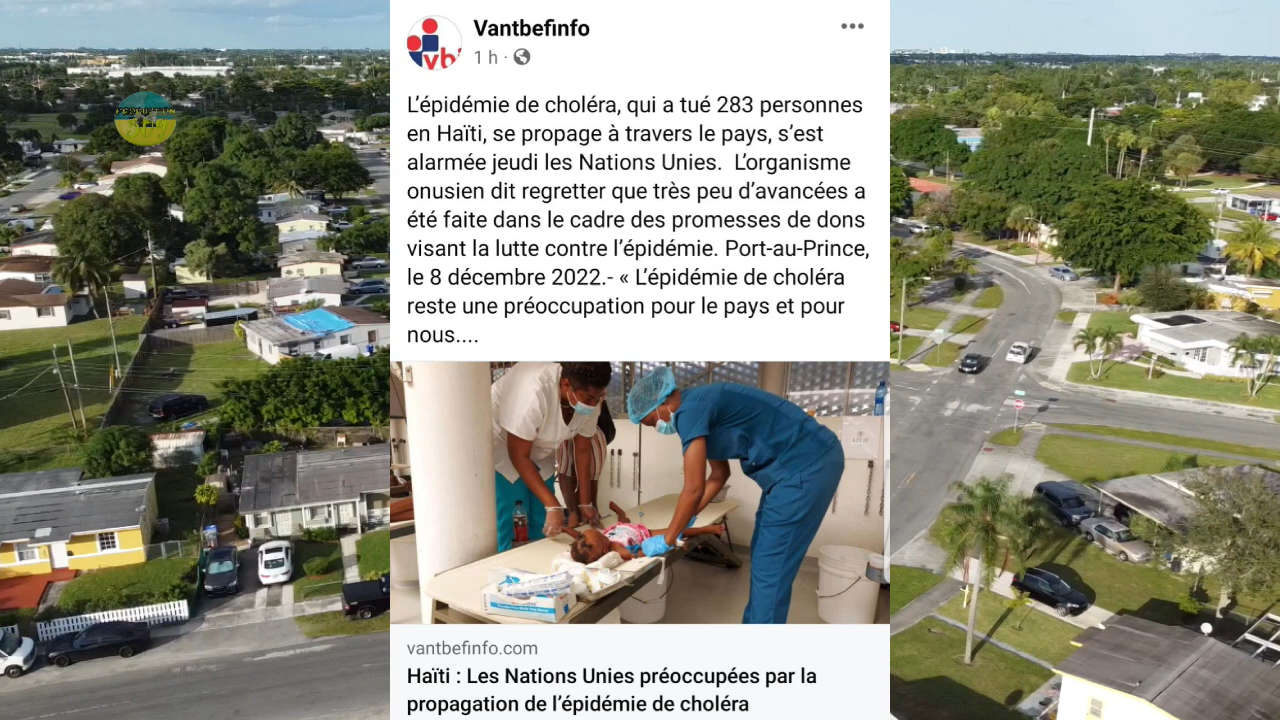 Vantbefinfo
1 h ·
vb
L'épidémie de choléra, qui a tué 283 personnes
en Haïti, se propage à travers le pays, s'est
alarmée jeudi les Nations Unies. L'organisme
onusien dit regretter que très peu d'avancées a
été faite dans le cadre des promesses de dons
visant la lutte contre l'épidémie. Port-au-Prince,
le 8 décembre 2022.- « L'épidémie de choléra
reste une préoccupation pour le pays et pour
nous....
vantbefinfo.com
Haïti : Les Nations Unies préoccupées par la
propagation de l'épidémie de choléra